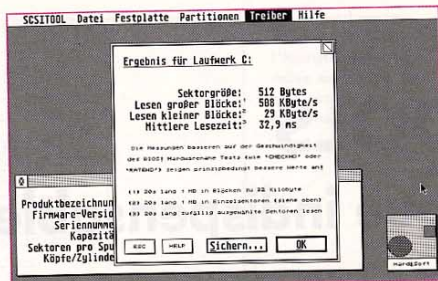 SCSITOOL Datei Festplatte Partitionen Treiber Hilfe
Ergebnis für Laufwerk C:
Sektorgröße: 512 Bytes
Lesen großer Blöcke:¹ 508 KByte/s
Lesen kleiner Blöcke:² 29 KByte/s
Mittlere Lesezeit:³ 32,9 ms
Die Messungen basieren auf der Geschwindigkeit
des BIOS! Hardwarenahe Tests (wie "CHECKHD" oder
"RATEHD") zeigen prinzipbedingt bessere Werte an!
(1) 20s lang 1 MB in Blöcken zu 32 Kilobyte
(2) 20s lang 1 MB in Einzelsektoren (siehe oben)
(3) 20s lang zufällig ausgewählte Sektoren lesen
ESC HELP Sichern... OK
Produktbezeichnun
Firmware-Versio
Seriennumme
Kapazitä
Sektoren pro Spu
Köpfe/Zylinde
Hard&Soft